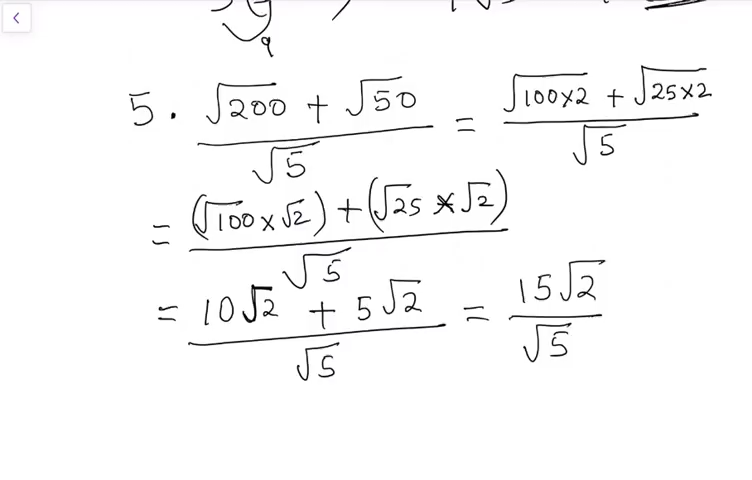 5. (√200 + √50)/√5 = (√100×2 + √25×2)/√5
= ((√100×√2)+(√25×√2))/√5
= (10√2 + 5√2)/√5 = 15√2/√5